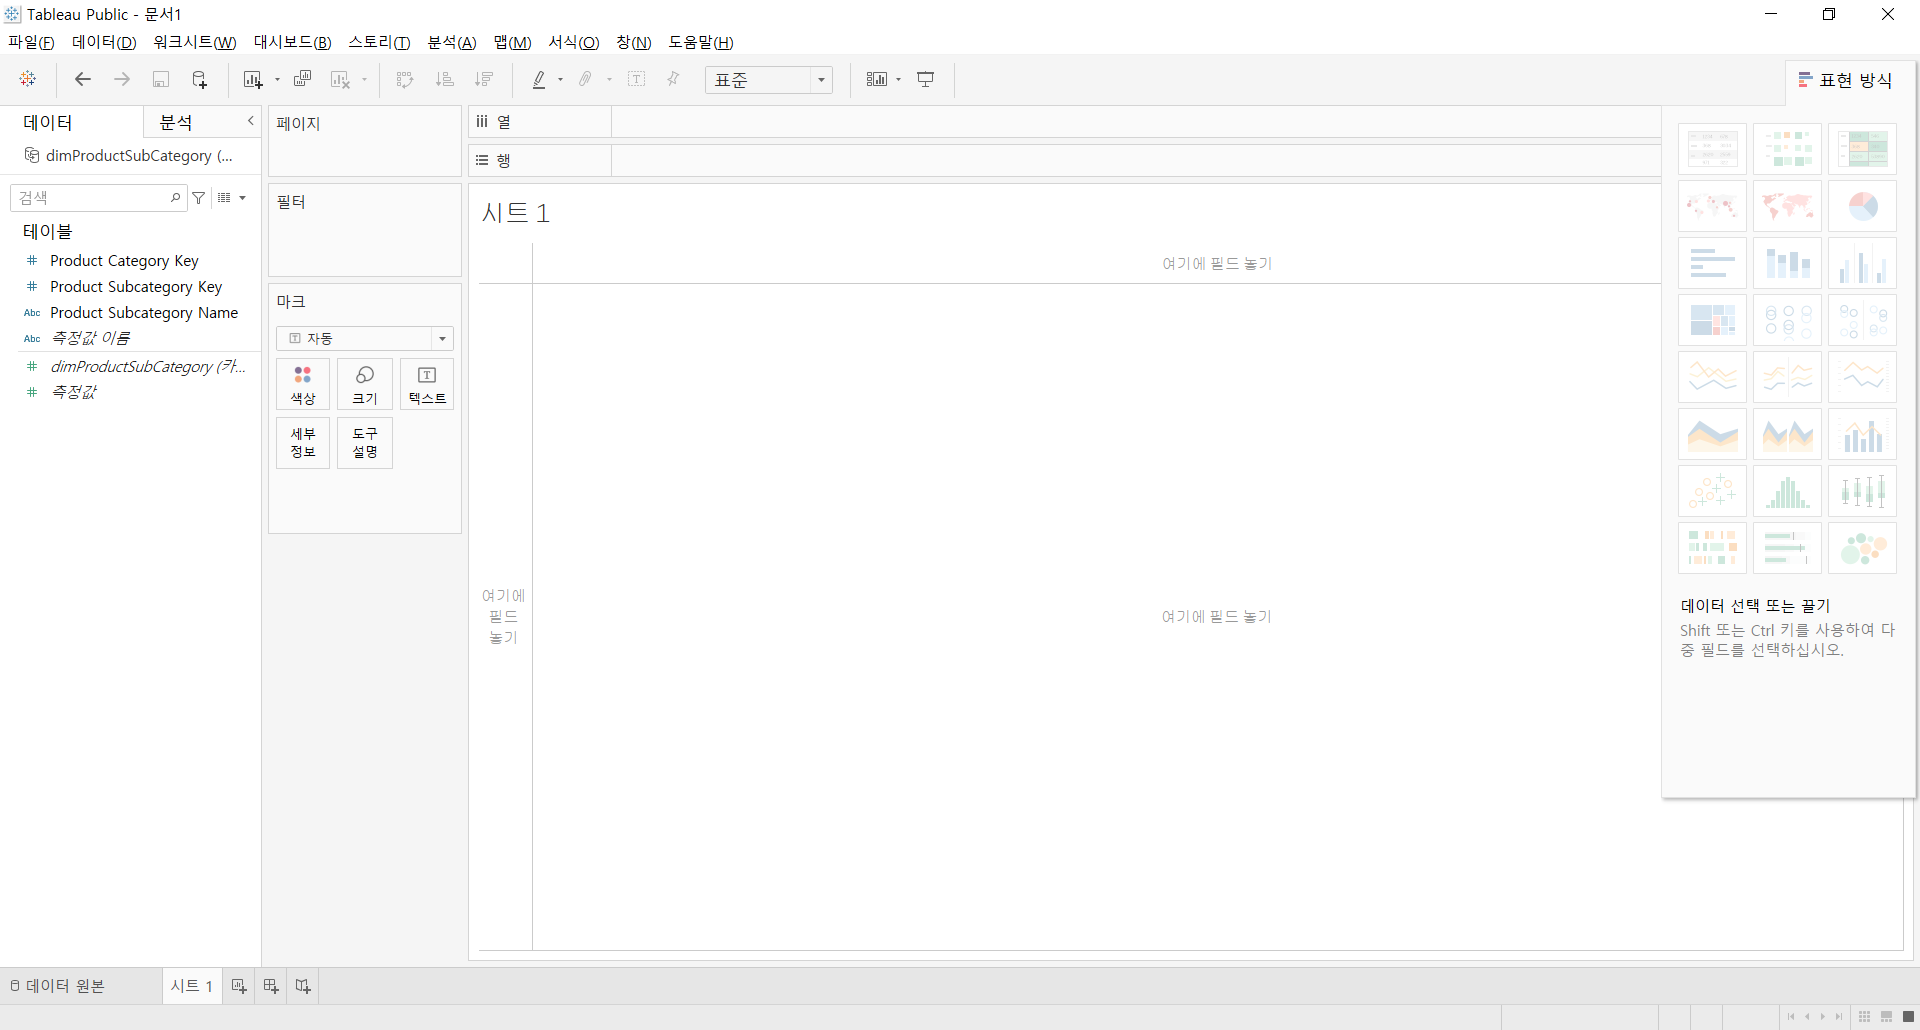 Tableau Public - 문서1
파일(F) 데이터(D) 워크시트(W) 대시보드(B) 스토리(T) 분석(A) 맵(M) 서식(O) 창(N) 도움말(H)
표준
표현 방식
데이터 분석
dimProductSubCategory (...
검색
테이블
Product Category Key
Product Subcategory Key
Abc Product Subcategory Name
Abc 측정값 이름
dimProductSubCategory (카...
측정값
페이지
필터
마크
자동
색상 크기 텍스트
세부
정보
도구
설명
열
행
시트 1
여기에 필드 놓기
여기에
필드
놓기
여기에 필드 놓기
데이터 선택 또는 끌기
Shift 또는 Ctrl 키를 사용하여 다
중 필드를 선택하십시오.
데이터 원본 시트 1